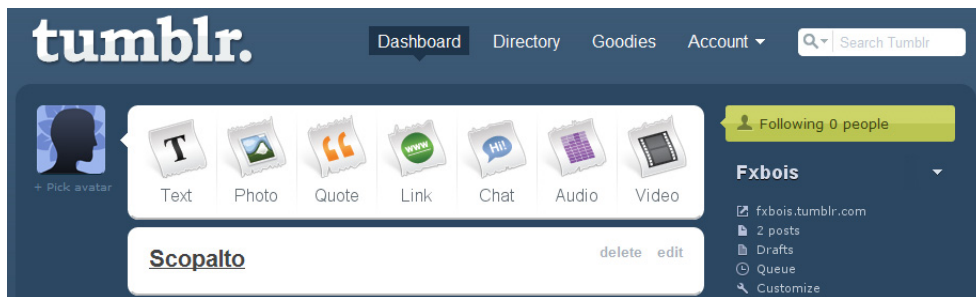 tumblr.
Dashboard Directory Goodies Account Search Tumblr
+ Pick avatar
T www Hi!
Text Photo Quote Link Chat Audio Video
Scopalto delete edit
Following 0 people
Fxbois
fxbois.tumblr.com
2 posts
Drafts
Queue
Customize